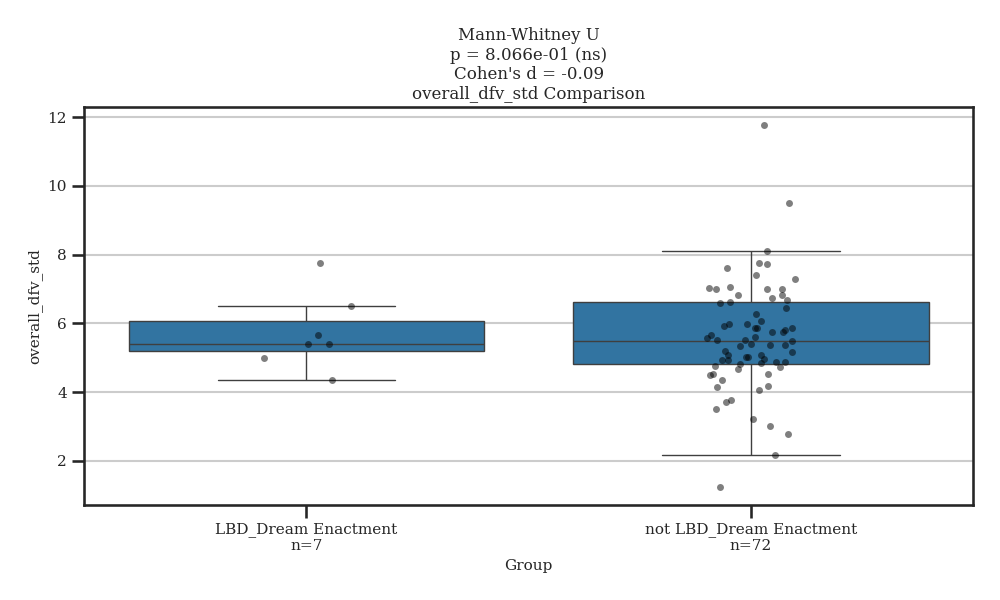 Mann-Whitney U
p = 8.066e-01 (ns)
Cohen's d = -0.09
overall_dfv_std Comparison
12
10
8
6
4
2
overall_dfv_std
LBD_Dream Enactment
n=7
not LBD_Dream Enactment
n=72
Group